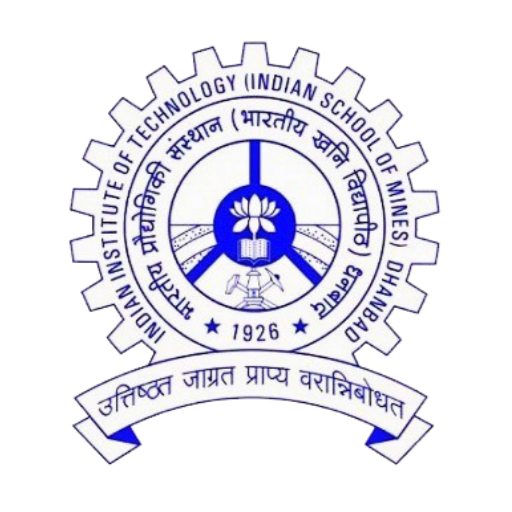 INDIAN INSTITUTE OF TECHNOLOGY (INDIAN SCHOOL OF MINES) DHANBAD
भारतीय प्रौद्योगिकी संस्थान (भारतीय खनि विद्यापीठ) धनबाद
1926
उत्तिष्ठत जाग्रत प्राप्य वरान्निबोधत